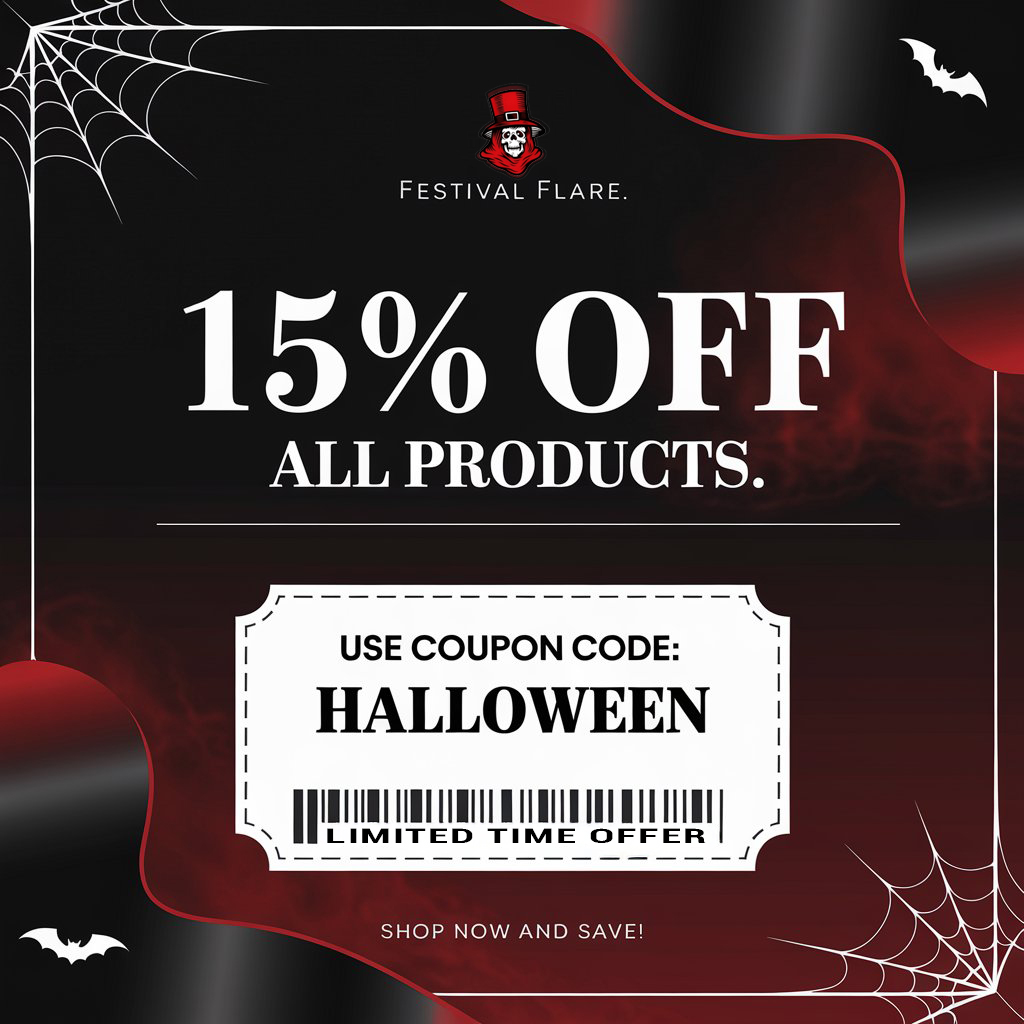 FESTIVAL FLARE.
15% OFF
ALL PRODUCTS.
USE COUPON CODE:
HALLOWEEN
LIMITED TIME OFFER
SHOP NOW AND SAVE!